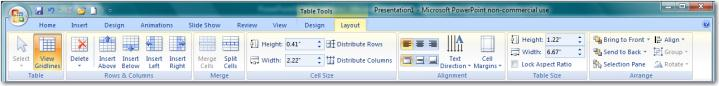 Table Tools
Presentation1 - Microsoft PowerPoint non-commercial use
Home Insert Design Animations Slide Show Review View Design Layout
Select View Gridlines
Table
Delete Insert Above Insert Below Insert Left Insert Right
Rows & Columns
Merge Cells Split Cells
Merge
Height: 0.41" Distribute Rows
Width: 2.22" Distribute Columns
Cell Size
Text Direction Cell Margins
Alignment
Height: 1.22"
Width: 6.67"
Lock Aspect Ratio
Table Size
Bring to Front Align
Send to Back Group
Selection Pane Rotate
Arrange